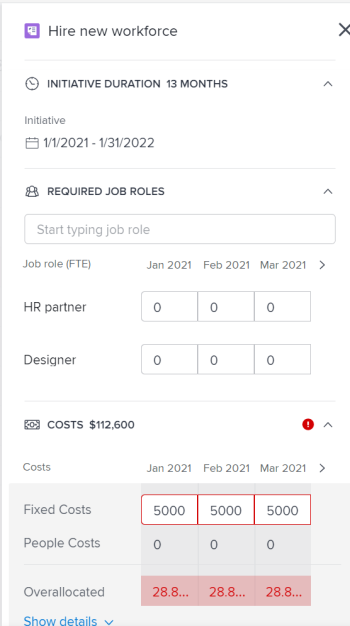 Hire new workforce
INITIATIVE DURATION 13 MONTHS
Initiative
1/1/2021 - 1/31/2022
REQUIRED JOB ROLES
Start typing job role
Job role (FTE) Jan 2021 Feb 2021 Mar 2021
HR partner 0 0 0
Designer 0 0 0
COSTS $112,600
Costs Jan 2021 Feb 2021 Mar 2021
Fixed Costs 5000 5000 5000
People Costs 0 0 0
Overallocated 28.8... 28.8... 28.8...
Show details